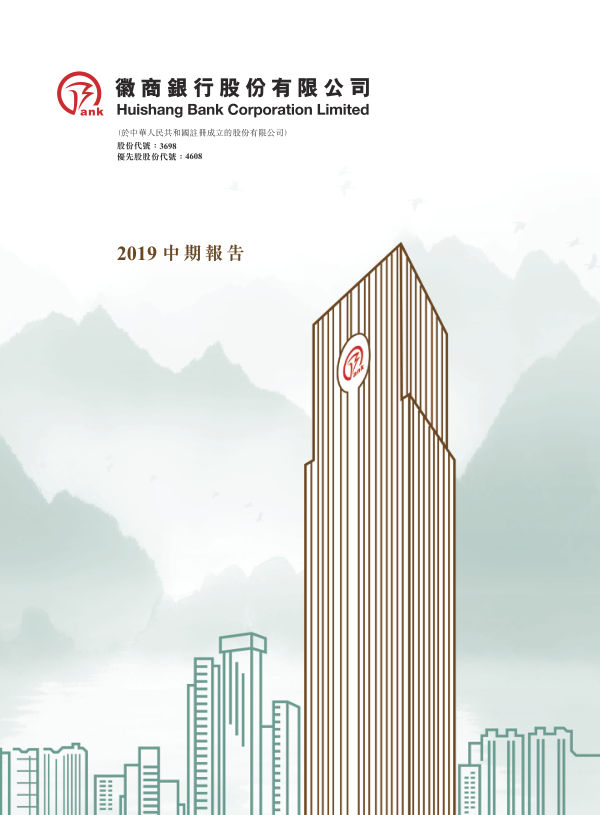 ank
徽商銀行股份有限公司
Huishang Bank Corporation Limited
(於中華人民共和國註冊成立的股份有限公司)
股份代號：3698
優先股股份代號：4608
2019 中期報告
ank